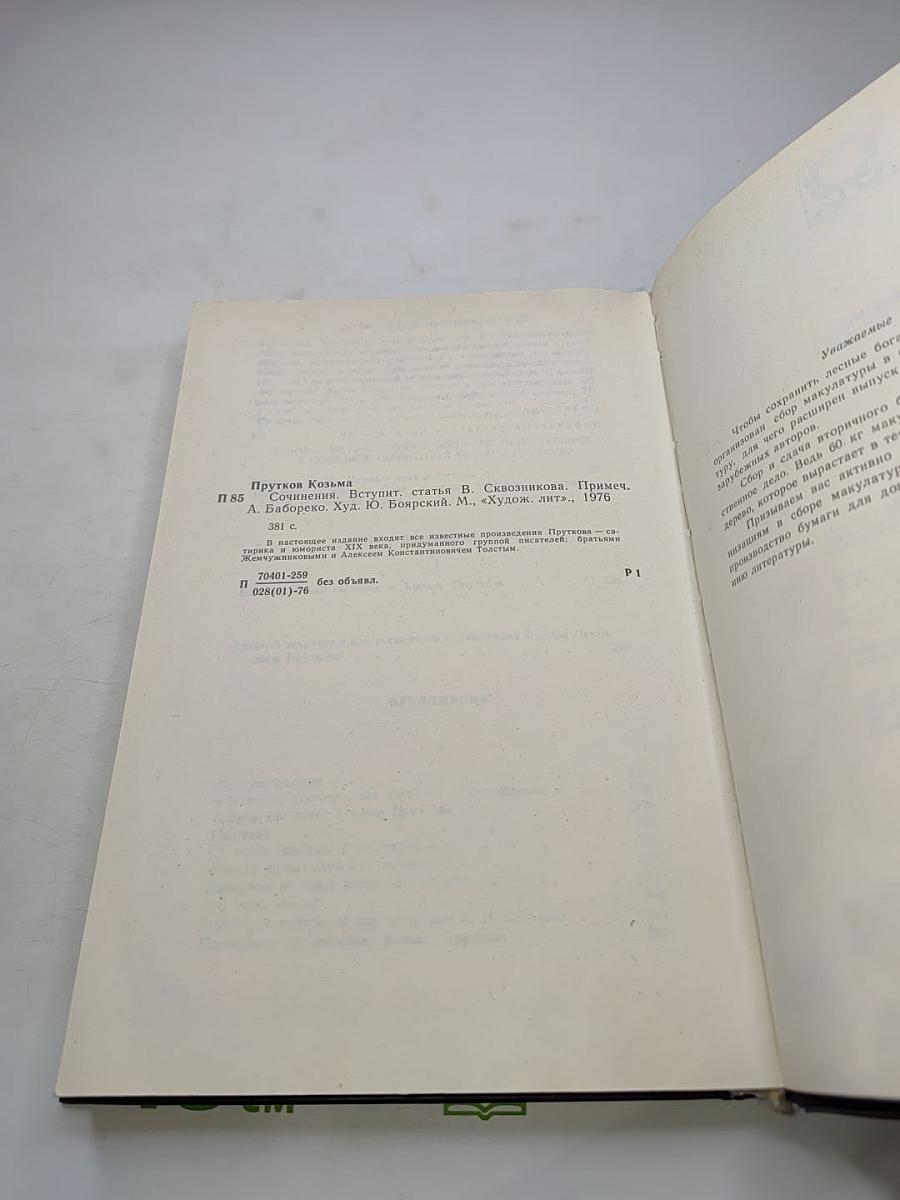 Прутков Козьма
П 85 Сочинения. Вступит. статья В. Сквозникова. Примеч.
А. Бабореко. Худ. Ю. Боярский. М., «Худож. лит»., 1976
381 с.
В настоящее издание входят все известные произведения Пруткова — са-
тирика и юмориста XIX века, придуманного группой писателей: братьями
Жемчужниковыми и Алексеем Константиновичем Толстым.
П 70401-259 без объявл. Р 1
028(01)-76
Уважаемые
Чтобы сохранить лесные бога
организован сбор макулатуры в
туру, для чего расширен выпуск
зарубежных авторов.
Сбор и сдача вторичного
ственное дело. Ведь 60 кг маку
дерево, которое вырастает в те
Призываем вас активно
низациям в сборе макулатур
производство бумаги для до
нию литературы.
см